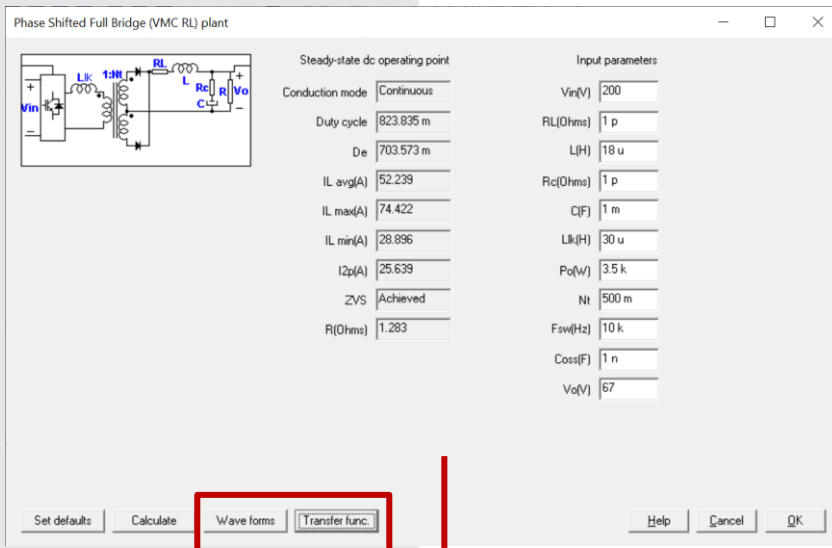 Phase Shifted Full Bridge (VMC RL) plant
Llk 1:Nt RL
L
Rc R Vo
C
Vin
+
−
+
−
Steady-state dc operating point
Conduction mode Continuous
Duty cycle 823.835 m
De 703.573 m
IL avg(A) 52.239
IL max(A) 74.422
IL min(A) 28.896
I2p(A) 25.639
ZVS Achieved
R(Ohms) 1.283
Input parameters
Vin(V) 200
RL(Ohms) 1 p
L(H) 18 u
Rc(Ohms) 1 p
C(F) 1 m
Llk(H) 30 u
Po(W) 3.5 k
Nt 500 m
Fsw(Hz) 10 k
Coss(F) 1 n
Vo(V) 67
Set defaults Calculate Wave forms Transfer func. Help Cancel OK